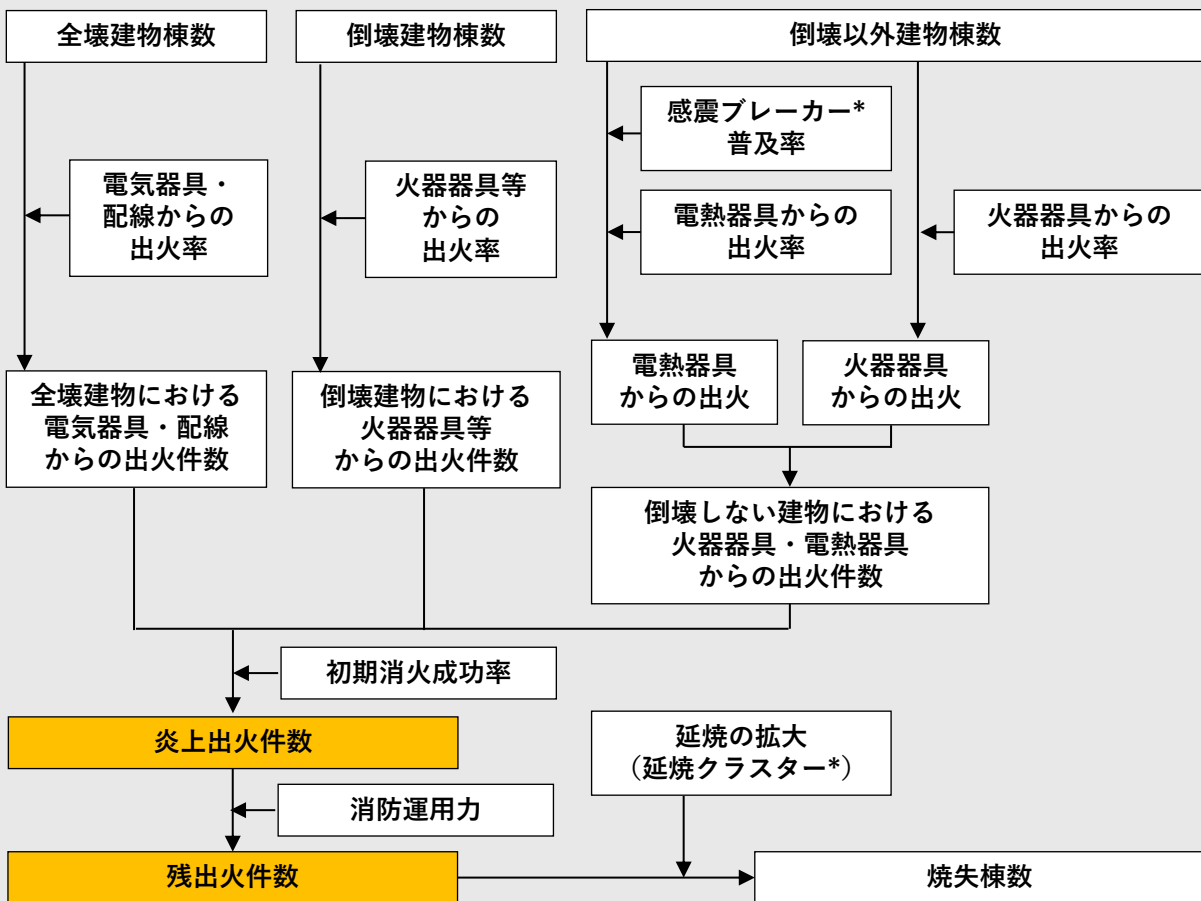 全壊建物棟数
倒壊建物棟数
倒壊以外建物棟数
感震ブレーカー*
普及率
電気器具・
配線からの
出火率
火器器具等
からの
出火率
電熱器具からの
出火率
火器器具からの
出火率
電熱器具
からの出火
火器器具
からの出火
全壊建物における
電気器具・配線
からの出火件数
倒壊建物における
火器器具等
からの出火件数
倒壊しない建物における
火器器具・電熱器具
からの出火件数
初期消火成功率
炎上出火件数
延焼の拡大
（延焼クラスター*）
消防運用力
残出火件数
焼失棟数